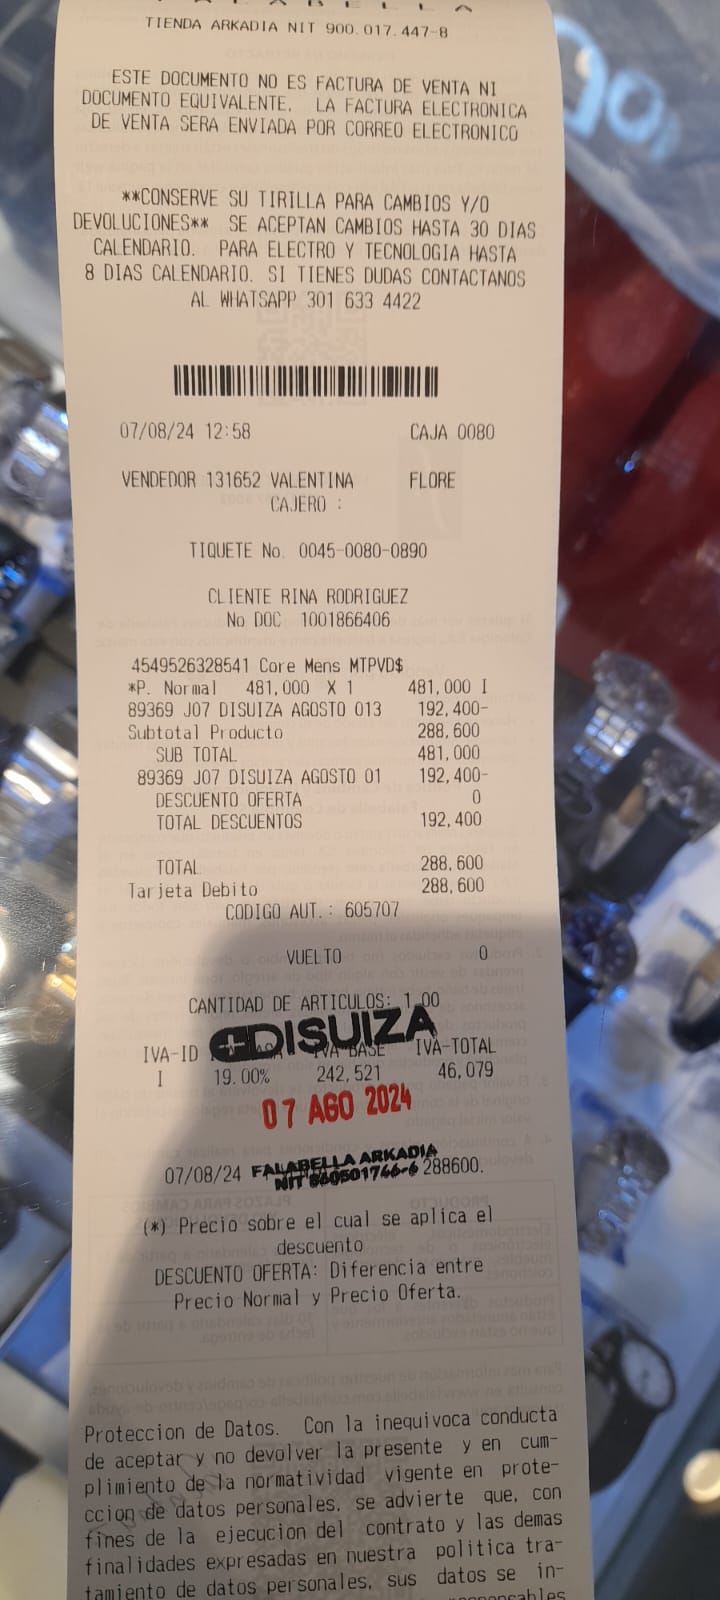 FALABELLA
TIENDA ARKADIA NIT 900.017.447-8
ESTE DOCUMENTO NO ES FACTURA DE VENTA NI
DOCUMENTO EQUIVALENTE. LA FACTURA ELECTRONICA
DE VENTA SERA ENVIADA POR CORREO ELECTRONICO
**CONSERVE SU TIRILLA PARA CAMBIOS Y/O
DEVOLUCIONES** SE ACEPTAN CAMBIOS HASTA 30 DIAS
CALENDARIO. PARA ELECTRO Y TECNOLOGIA HASTA
8 DIAS CALENDARIO. SI TIENES DUDAS CONTACTANOS
AL WHATSAPP 301 633 4422
07/08/24 12:58 CAJA 0080
VENDEDOR 131652 VALENTINA FLORE
CAJERO :
TIQUETE No. 0045-0080-0890
CLIENTE RINA RODRIGUEZ
No DOC 1001866406
4549526328541 Core Mens MTPVD$
*P. Normal 481,000 X 1 481,000 I
89369 J07 DISUIZA AGOSTO 013 192,400-
Subtotal Producto 288,600
SUB TOTAL 481,000
89369 J07 DISUIZA AGOSTO 01 192,400-
DESCUENTO OFERTA 0
TOTAL DESCUENTOS 192,400
TOTAL 288,600
Tarjeta Debito 288,600
CODIGO AUT.: 605707
VUELTO 0
CANTIDAD DE ARTICULOS: 1.00
DISUIZA
IVA-ID IVA-BASE IVA-TOTAL
I 19.00% 242,521 46,079
07 AGO 2024
FALABELLA ARKADIA
07/08/24 NIT 860501746-6 288600.
(*) Precio sobre el cual se aplica el
descuento
DESCUENTO OFERTA: Diferencia entre
Precio Normal y Precio Oferta.
Proteccion de Datos. Con la inequivoca conducta
de aceptar y no devolver la presente y en cum-
plimiento de la normatividad vigente en prote-
ccion de datos personales, se advierte que, con
fines de la ejecucion del contrato y las demas
finalidades expresadas en nuestra politica tra-
tamiento de datos personales, sus datos se in-